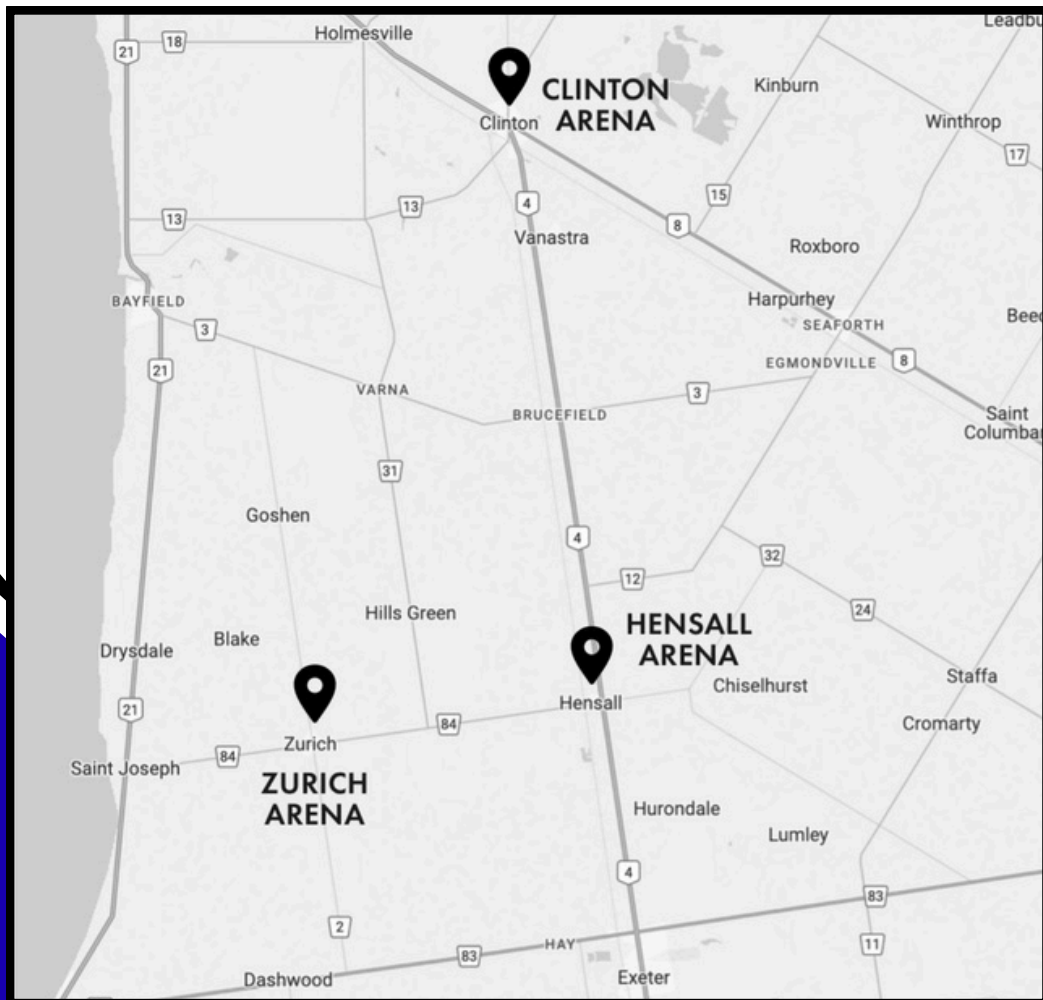 Leadbu
Holmesville
18
21
CLINTON
ARENA
Kinburn
Clinton
Winthrop
17
15
4
13
13
8
Vanastra
Roxboro
BAYFIELD
Harpurhey
SEAFORTH
Beec
3
21
EGMONDVILLE
8
VARNA
3
BRUCEFIELD
Saint
Columban
31
Goshen
4
32
12
24
Hills Green
HENSALL
ARENA
Blake
Drysdale
Staffa
Chiselhurst
Hensall
21
84
Cromarty
Zurich
84
Saint Joseph
ZURICH
ARENA
Hurondale
Lumley
4
83
2
11
HAY
83
Dashwood
Exeter